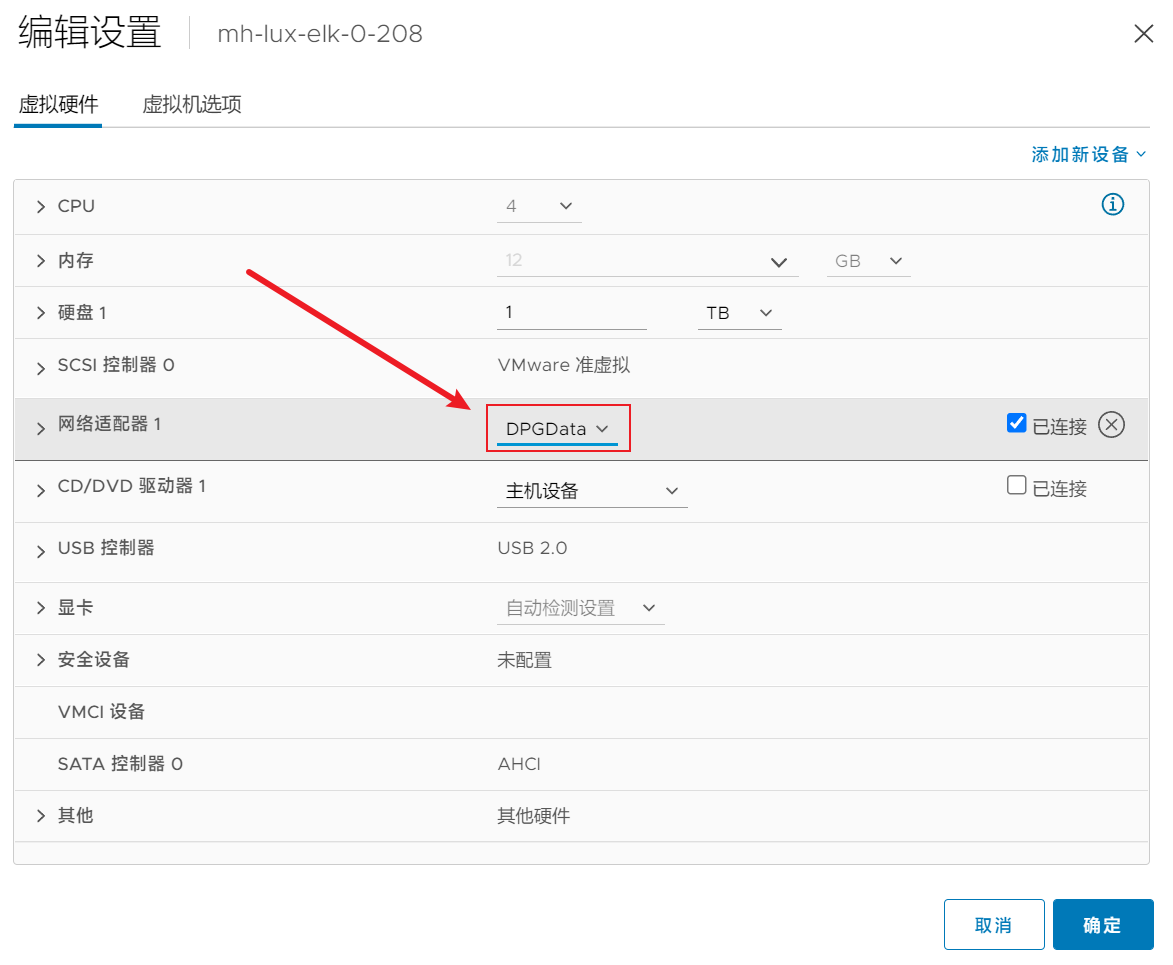 编辑设置 mh-lux-elk-0-208
虚拟硬件 虚拟机选项
添加新设备
CPU 4
内存 12 GB
硬盘 1 1 TB
SCSI 控制器 0 VMware 准虚拟
网络适配器 1 DPGData 已连接
CD/DVD 驱动器 1 主机设备 已连接
USB 控制器 USB 2.0
显卡 自动检测设置
安全设备 未配置
VMCI 设备
SATA 控制器 0 AHCI
其他 其他硬件
取消 确定